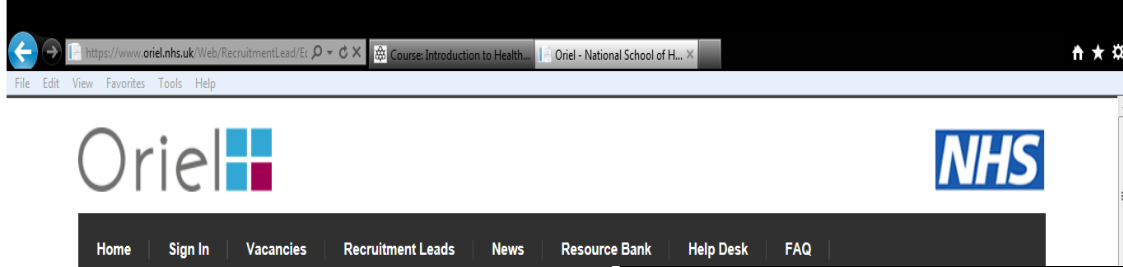 https://www.oriel.nhs.uk/Web/RecruitmentLead/Ec Course: Introduction to Health... Oriel - National School of H...
File Edit View Favorites Tools Help
Oriel NHS
Home Sign In Vacancies Recruitment Leads News Resource Bank Help Desk FAQ